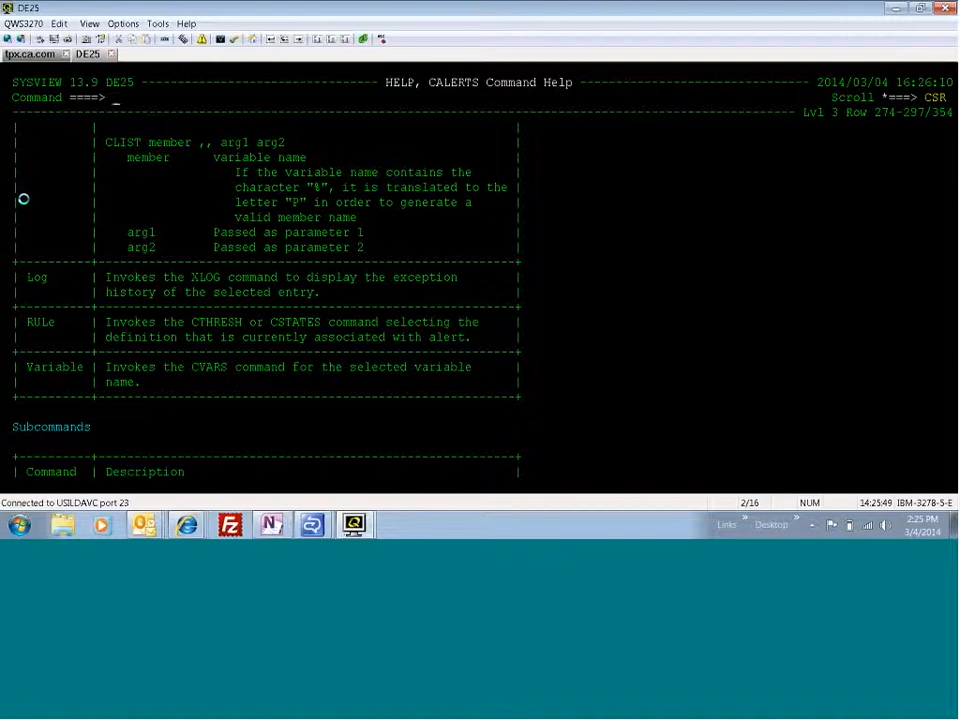 DE25
QWS3270 Edit View Options Tools Help
tpx.ca.com DE25
SYSVIEW 13.9 DE25 ---------------------------------- HELP, CALERTS Command Help -------------------------------- 2014/03/04 16:26:10
Command ====> _ Scroll *===> CSR
------------------------------------------------------------------------------------------------------------- Lvl 3 Row 274-297/354
| | |
| | CLIST member ,, arg1 arg2 |
| | member variable name |
| | If the variable name contains the |
| | character "%", it is translated to the |
| | letter "P" in order to generate a |
| | valid member name |
| | arg1 Passed as parameter 1 |
| | arg2 Passed as parameter 2 |
+----------+-----------------------------------------------------------+
| Log | Invokes the XLOG command to display the exception |
| | history of the selected entry. |
+----------+-----------------------------------------------------------+
| RULe | Invokes the CTHRESH or CSTATES command selecting the |
| | definition that is currently associated with alert. |
+----------+-----------------------------------------------------------+
| Variable | Invokes the CVARS command for the selected variable |
| | name. |
+----------+-----------------------------------------------------------+
Subcommands
+----------+-----------------------------------------------------------+
| Command | Description |
Connected to USILDAVC port 23 2/16 NUM 14:25:49 IBM-3278-5-E
Links » Desktop » 2:25 PM
3/4/2014